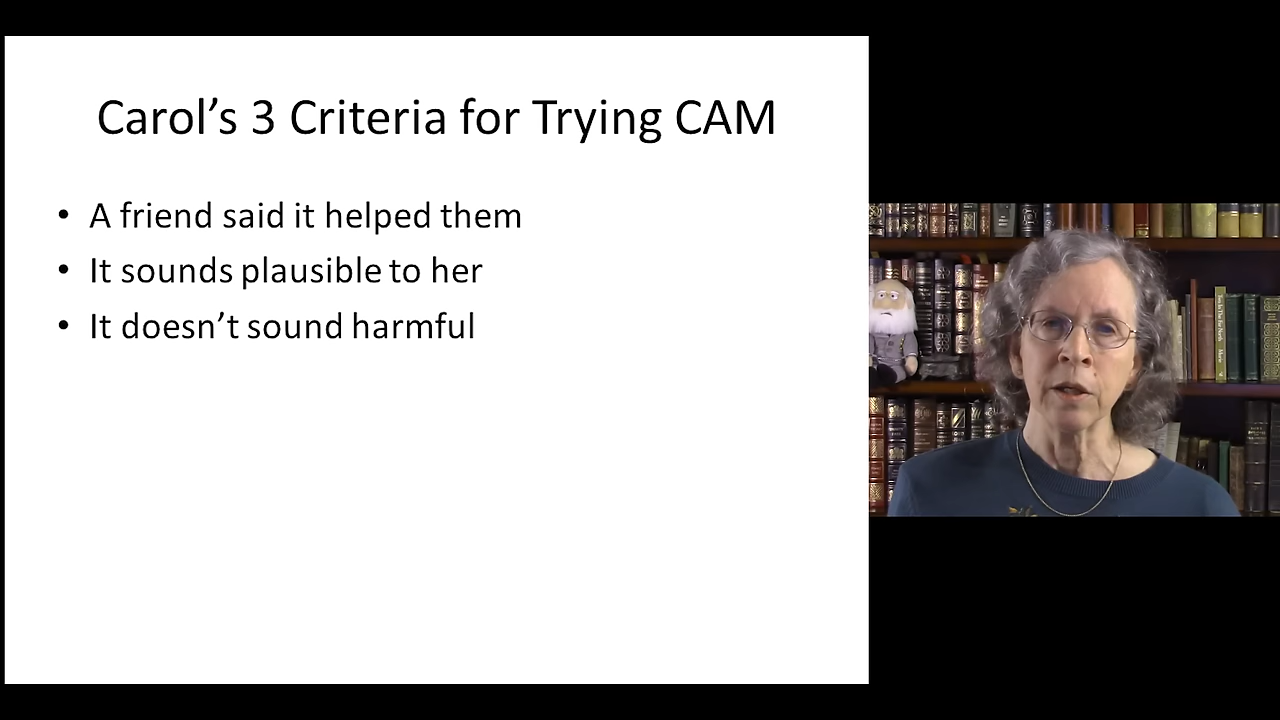 Carol’s 3 Criteria for Trying CAM
• A friend said it helped them
• It sounds plausible to her
• It doesn’t sound harmful